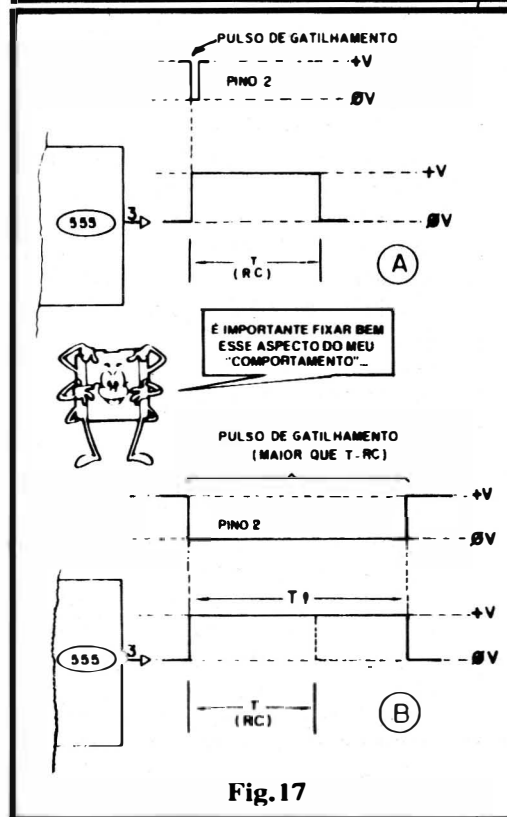 PULSO DE GATILHAMENTO
+V
PINO 2
ØV
+V
555
3
ØV
T
(RC)
A
É IMPORTANTE FIXAR BEM
ESSE ASPECTO DO MEU
"COMPORTAMENTO"...
PULSO DE GATILHAMENTO
(MAIOR QUE T-RC)
+V
PINO 2
ØV
T
+V
555
3
ØV
T
(RC)
B
Fig.17